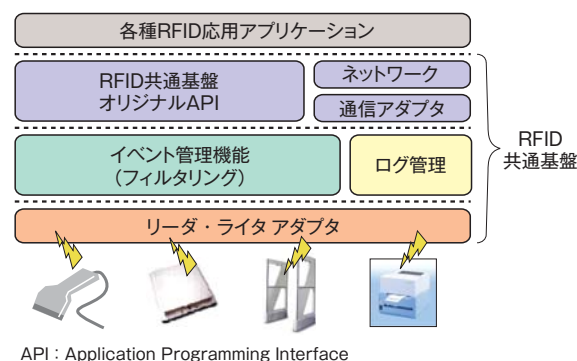 各種RFID応用アプリケーション
RFID共通基盤
オリジナルAPI
ネットワーク
通信アダプタ
イベント管理機能
(フィルタリング)
ログ管理
リーダ・ライタ アダプタ
RFID
共通基盤
API：Application Programming Interface